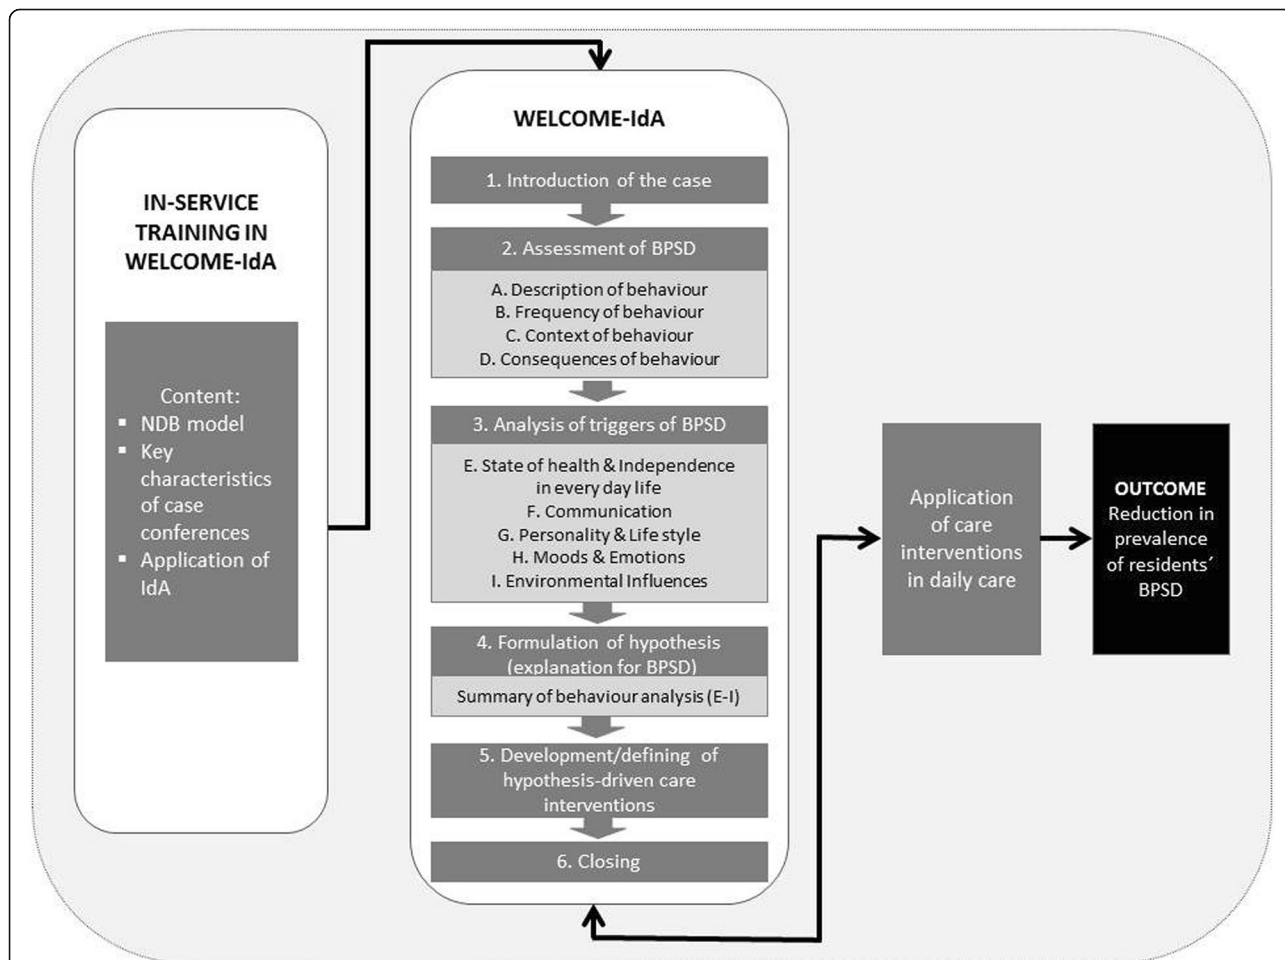 IN-SERVICE
TRAINING IN
WELCOME-IdA
Content:
▪ NDB model
▪ Key
characteristics
of case
conferences
▪ Application of
IdA
WELCOME-IdA
1. Introduction of the case
2. Assessment of BPSD
A. Description of behaviour
B. Frequency of behaviour
C. Context of behaviour
D. Consequences of behaviour
3. Analysis of triggers of BPSD
E. State of health & Independence
in every day life
F. Communication
G. Personality & Life style
H. Moods & Emotions
I. Environmental Influences
4. Formulation of hypothesis
(explanation for BPSD)
Summary of behaviour analysis (E-I)
5. Development/defining of
hypothesis-driven care
interventions
6. Closing
Application
of care
interventions
in daily care
OUTCOME
Reduction in
prevalence
of residents´
BPSD